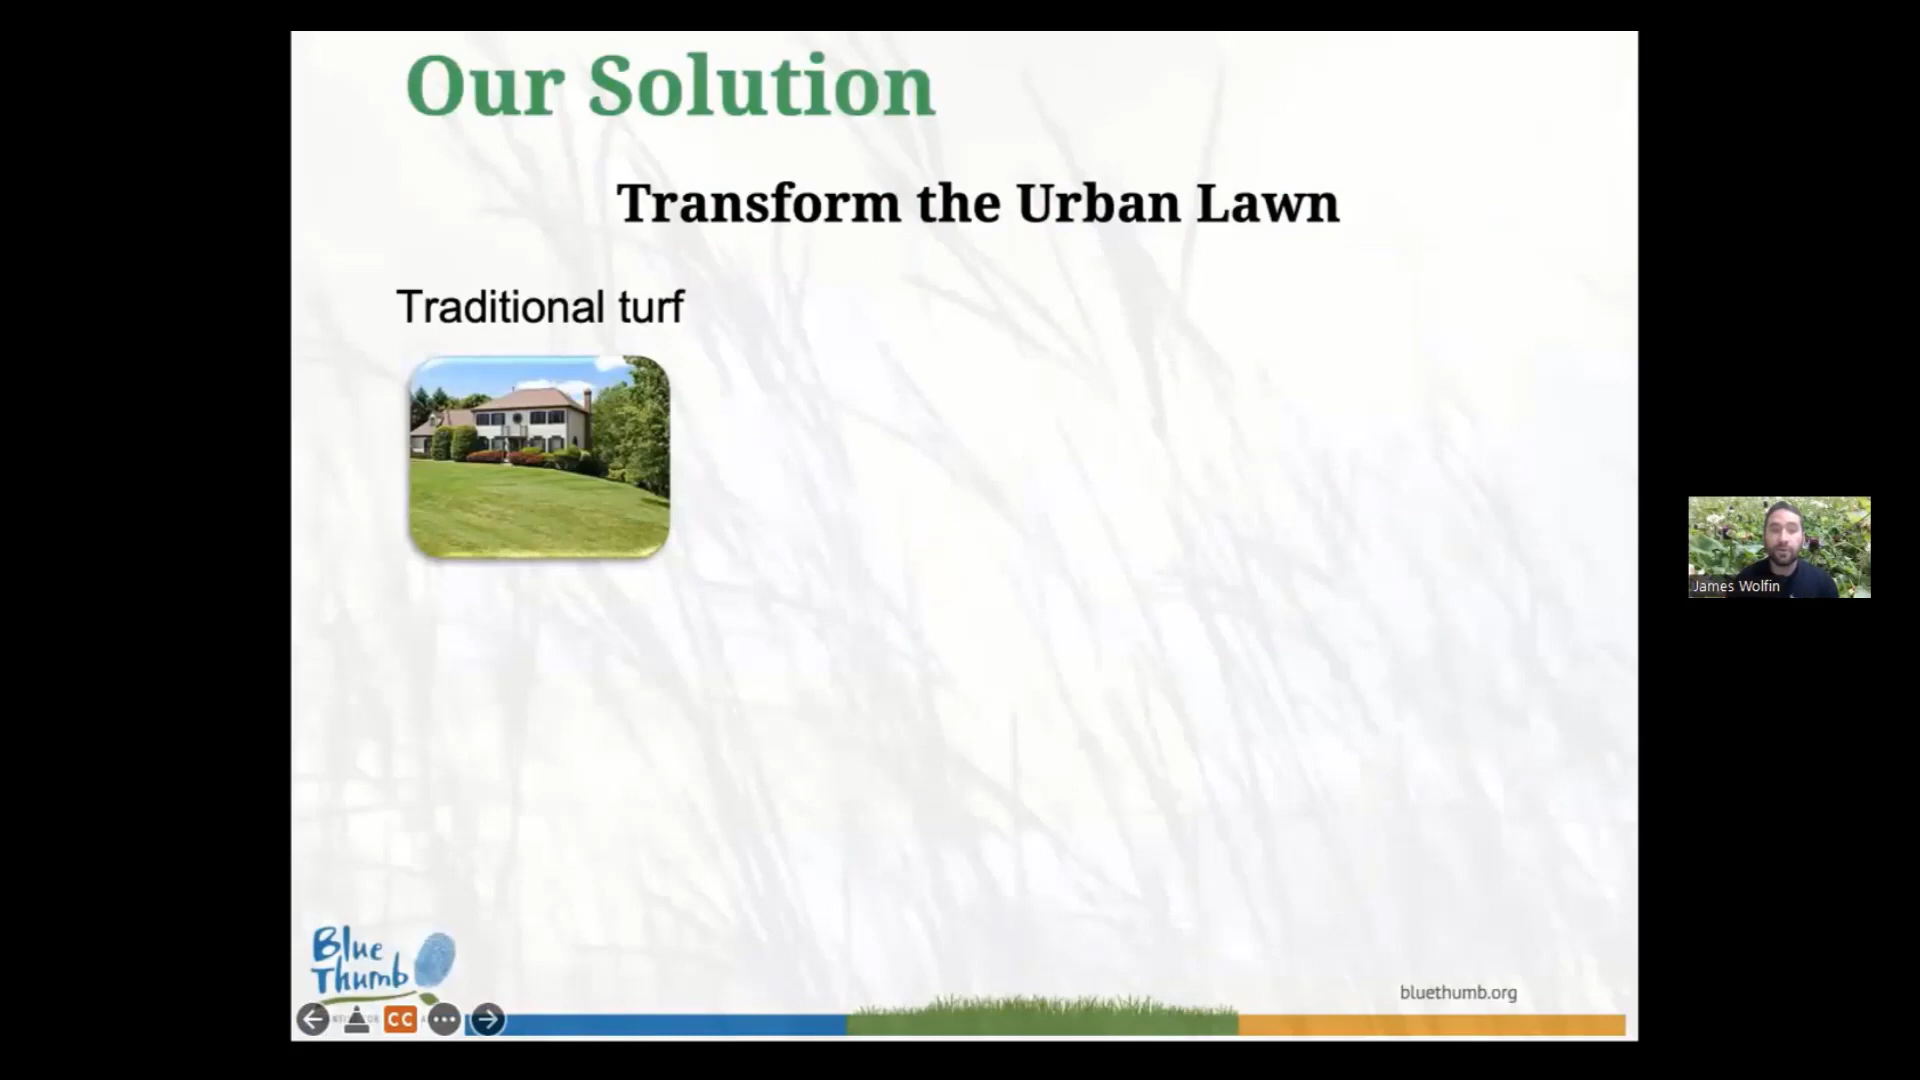 Our Solution
Transform the Urban Lawn
Traditional turf
James Wolfin
Blue
Thumb
bluethumb.org
CC